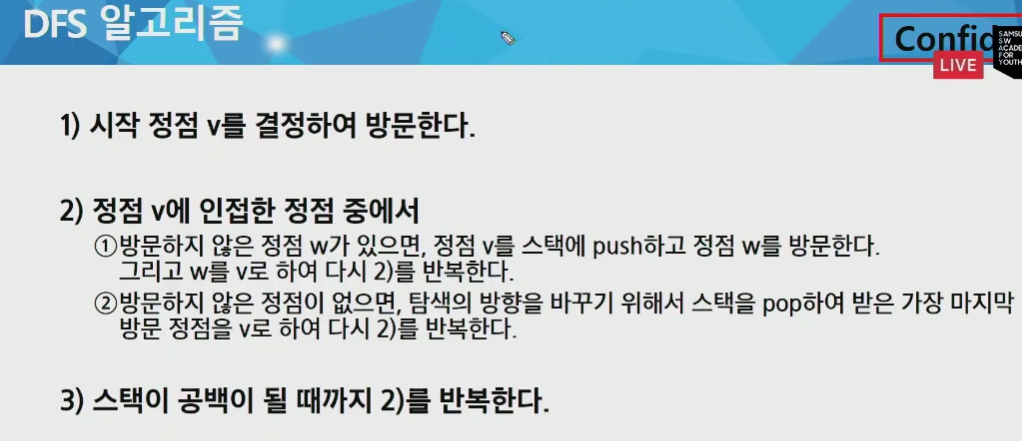 DFS 알고리즘
Confid
LIVE
SAMSU
SW
ACADE
FOR
YOUTH
1) 시작 정점 v를 결정하여 방문한다.
2) 정점 v에 인접한 정점 중에서
①방문하지 않은 정점 w가 있으면, 정점 v를 스택에 push하고 정점 w를 방문한다.
그리고 w를 v로 하여 다시 2)를 반복한다.
②방문하지 않은 정점이 없으면, 탐색의 방향을 바꾸기 위해서 스택을 pop하여 받은 가장 마지막
방문 정점을 v로 하여 다시 2)를 반복한다.
3) 스택이 공백이 될 때까지 2)를 반복한다.